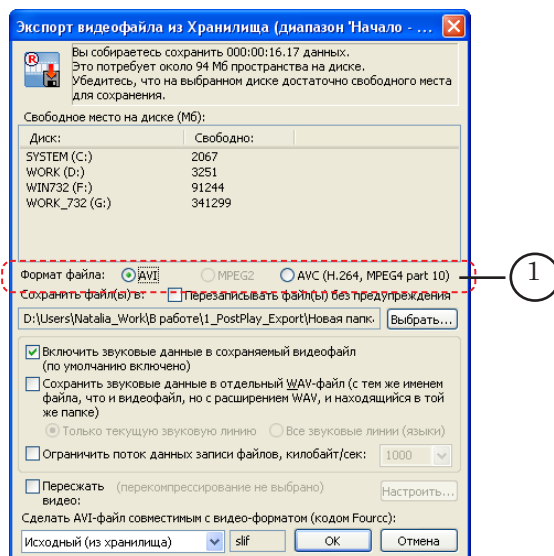 Экспорт видеофайла из Хранилища (диапазон 'Начало - ...
Вы собираетесь сохранить 000:00:16.17 данных.
Это потребует около 94 Мб пространства на диске.
Убедитесь, что на выбранном диске достаточно свободного места
для сохранения.
Свободное место на диске (Мб):
Диск: Свободно:
SYSTEM (C:) 2067
WORK (D:) 3251
WIN732 (F:) 91244
WORK_732 (G:) 341299
Формат файла: AVI MPEG2 AVC (H.264, MPEG4 part 10)
1
Сохранить файл(ы) в: Перезаписывать файл(ы) без предупреждения
D:\Users\Natalia_Work\В работе\1_PostPlay_Export\Новая папк. Выбрать...
Включить звуковые данные в сохраняемый видеофайл
(по умолчанию включено)
Сохранить звуковые данные в отдельный WAV-файл (с тем же именем
файла, что и видеофайл, но с расширением WAV, и находящийся в той
же папке)
Только текущую звуковую линию Все звуковые линии (языки)
Ограничить поток данных записи файлов, килобайт/сек: 1000
Пересжать (перекомпрессирование не выбрано) Настроить...
видео:
Сделать AVI-файл совместимым с видео-форматом (кодом Fourcc):
Исходный (из хранилища) slif OK Отмена